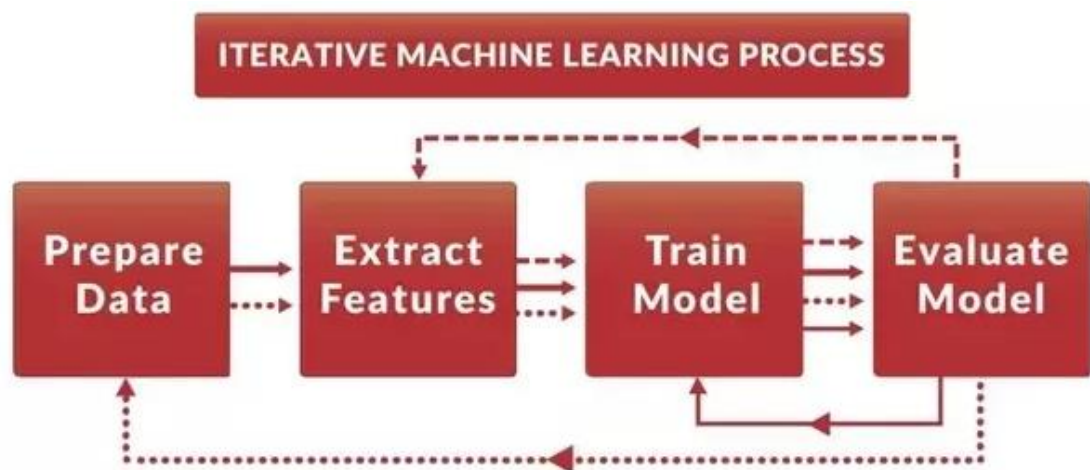 ITERATIVE MACHINE LEARNING PROCESS
Prepare
Data
Extract
Features
Train
Model
Evaluate
Model